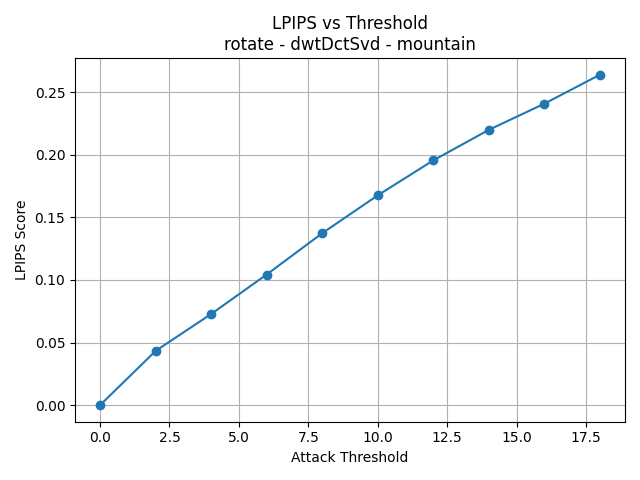 LPIPS vs Threshold
rotate - dwtDctSvd - mountain
LPIPS Score
0.25
0.20
0.15
0.10
0.05
0.00
0.0 2.5 5.0 7.5 10.0 12.5 15.0 17.5
Attack Threshold